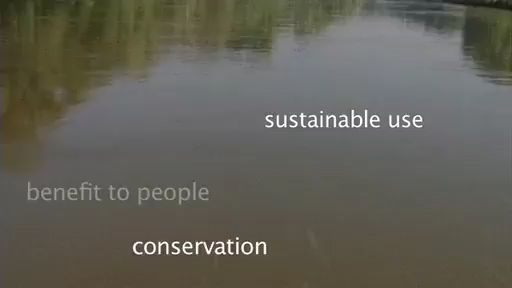 sustainable use
benefit to people
conservation